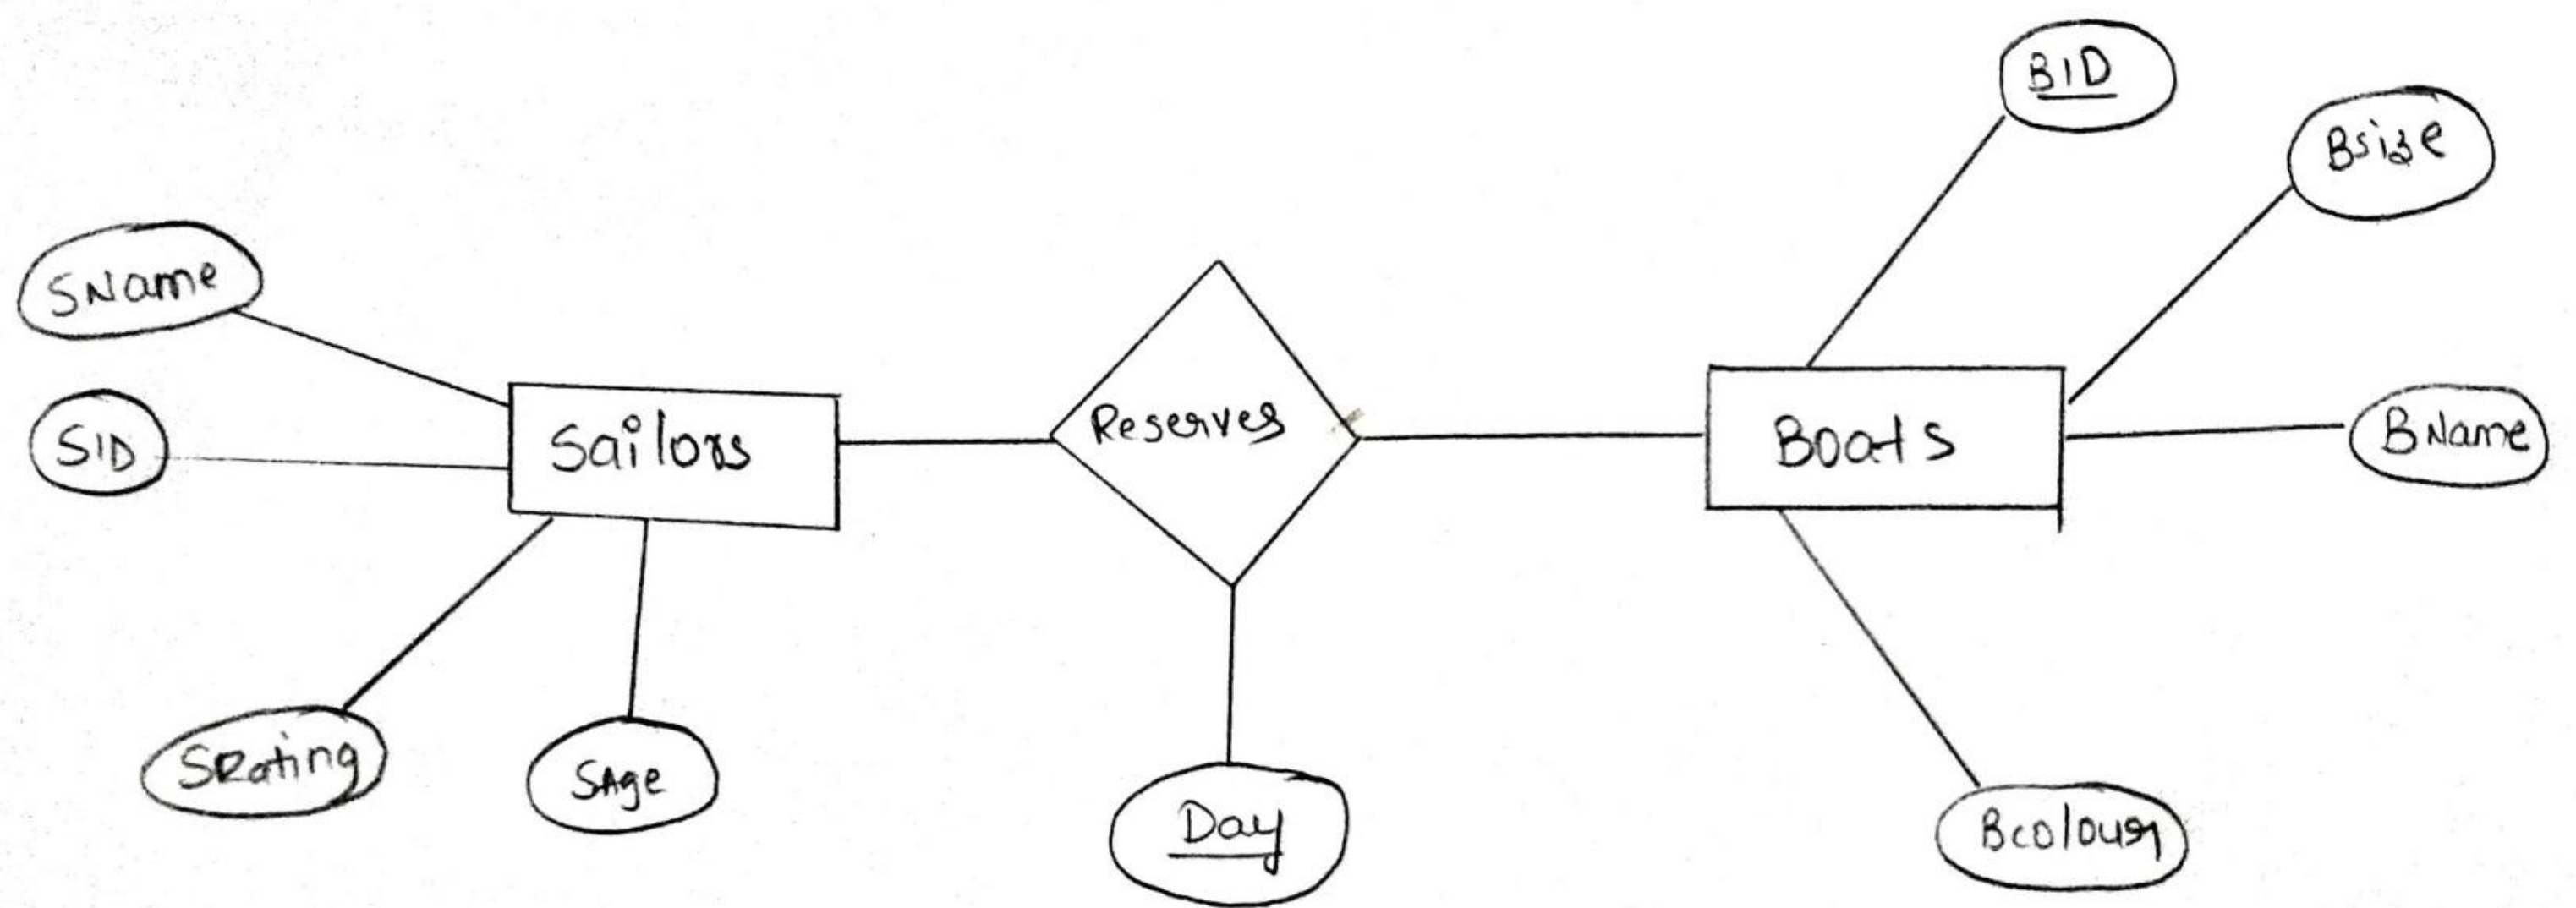 BID
Bsize
SName
SID
Sailors
Reserves
Boats
BName
SRating
SAge
Day
Bcolour